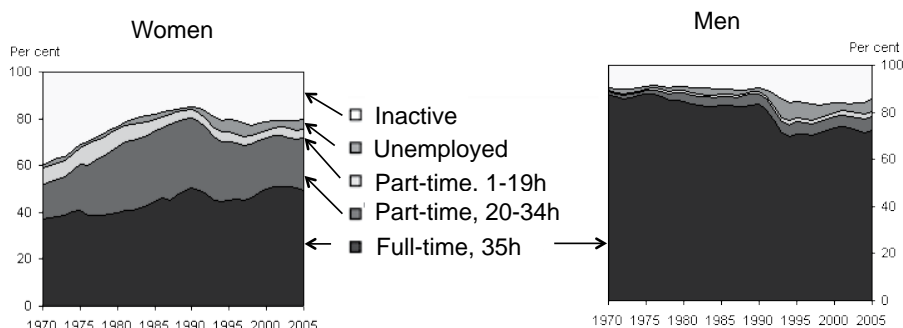 Women
Men
Per cent
Per cent
100
80
60
40
20
0
1970 1975 1980 1985 1990 1995 2000 2005
Inactive
Unemployed
Part-time. 1-19h
Part-time, 20-34h
Full-time, 35h
100
80
60
40
20
0
1970 1975 1980 1985 1990 1995 2000 2005